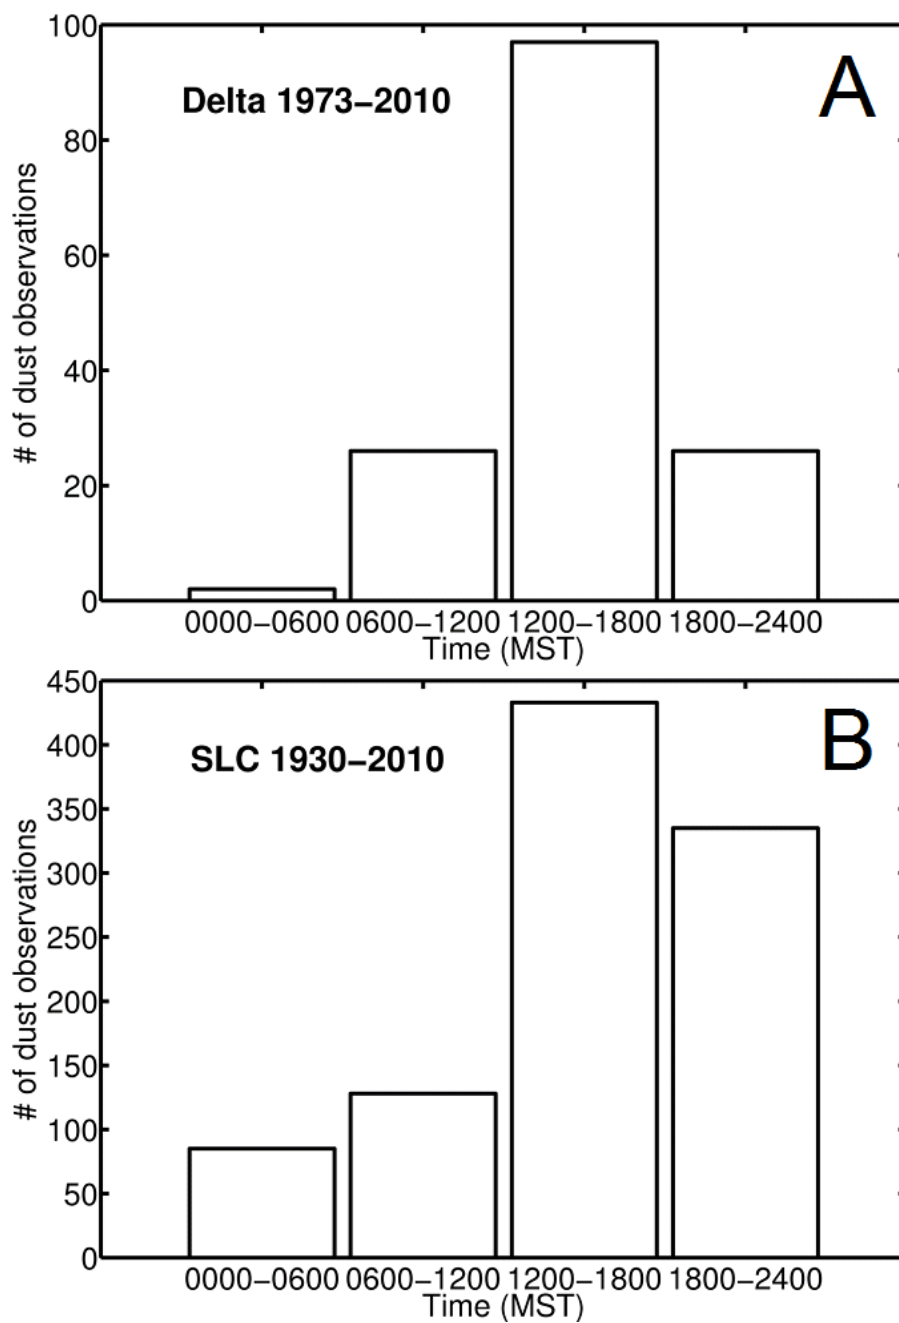 100
A
Delta 1973−2010
80
60
40
20
0
# of dust observations
0000−0600 0600−1200 1200−1800 1800−2400
Time (MST)
450
B
SLC 1930−2010
400
350
300
250
200
150
100
50
0
# of dust observations
0000−0600 0600−1200 1200−1800 1800−2400
Time (MST)